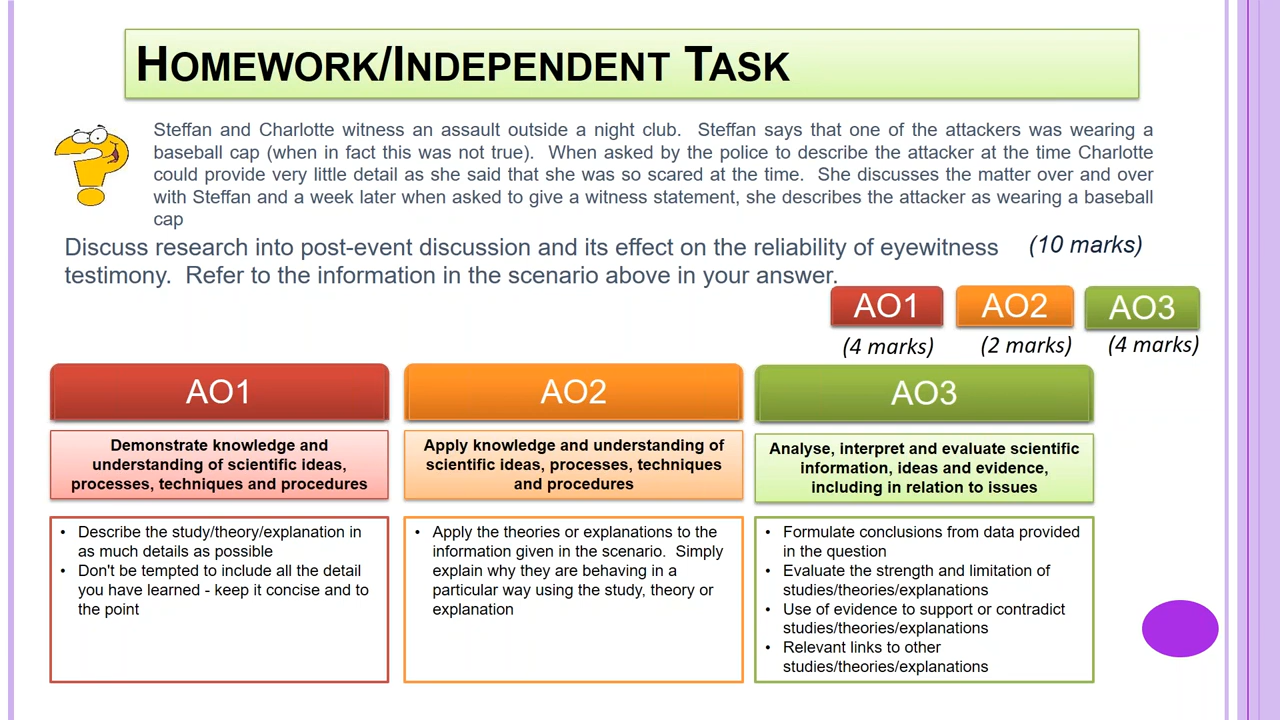 HOMEWORK/INDEPENDENT TASK
Steffan and Charlotte witness an assault outside a night club.  Steffan says that one of the attackers was wearing a
baseball cap (when in fact this was not true).  When asked by the police to describe the attacker at the time Charlotte
could provide very little detail as she said that she was so scared at the time.  She discusses the matter over and over
with Steffan and a week later when asked to give a witness statement, she describes the attacker as wearing a baseball
cap
Discuss research into post-event discussion and its effect on the reliability of eyewitness (10 marks)
testimony.  Refer to the information in the scenario above in your answer.
AO1 AO2 AO3
(4 marks) (2 marks) (4 marks)
AO1
Demonstrate knowledge and
understanding of scientific ideas,
processes, techniques and procedures
• Describe the study/theory/explanation in
as much details as possible
• Don't be tempted to include all the detail
you have learned - keep it concise and to
the point
AO2
Apply knowledge and understanding of
scientific ideas, processes, techniques
and procedures
• Apply the theories or explanations to the
information given in the scenario.  Simply
explain why they are behaving in a
particular way using the study, theory or
explanation
AO3
Analyse, interpret and evaluate scientific
information, ideas and evidence,
including in relation to issues
• Formulate conclusions from data provided
in the question
• Evaluate the strength and limitation of
studies/theories/explanations
• Use of evidence to support or contradict
studies/theories/explanations
• Relevant links to other
studies/theories/explanations